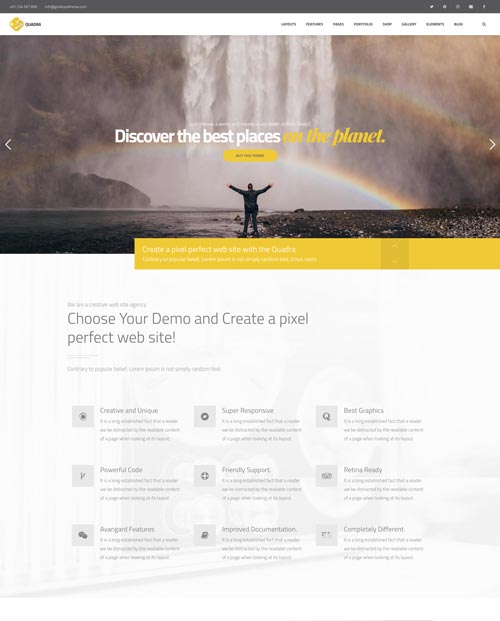 info@goldeyestheme.com
QUADRA
LAYOUTS FEATURES PAGES PORTFOLIO SHOP GALLERY ELEMENTS BLOG
Discover the best places on the planet.
BUY THIS THEME
Create a pixel perfect web site with the Quadra
Contrary to popular belief, Lorem Ipsum is not simply random text. It has roots
We are a creative web site agency
Choose Your Demo and Create a pixel
perfect web site!
Contrary to popular belief, Lorem Ipsum is not simply random text.
Creative and Unique
It is a long established fact that a reader
we be distracted by the readable content
of a page when looking at its layout.
Super Responsive
It is a long established fact that a reader
we be distracted by the readable content
of a page when looking at its layout.
Best Graphics
It is a long established fact that a reader
we be distracted by the readable content
of a page when looking at its layout.
Powerful Code
It is a long established fact that a reader
we be distracted by the readable content
of a page when looking at its layout.
Friendly Support.
It is a long established fact that a reader
we be distracted by the readable content
of a page when looking at its layout.
Retina Ready
It is a long established fact that a reader
we be distracted by the readable content
of a page when looking at its layout.
Avangard Features
It is a long established fact that a reader
we be distracted by the readable content
of a page when looking at its layout.
Improved Documentation.
It is a long established fact that a reader
we be distracted by the readable content
of a page when looking at its layout.
Completely Different.
It is a long established fact that a reader
we be distracted by the readable content
of a page when looking at its layout.